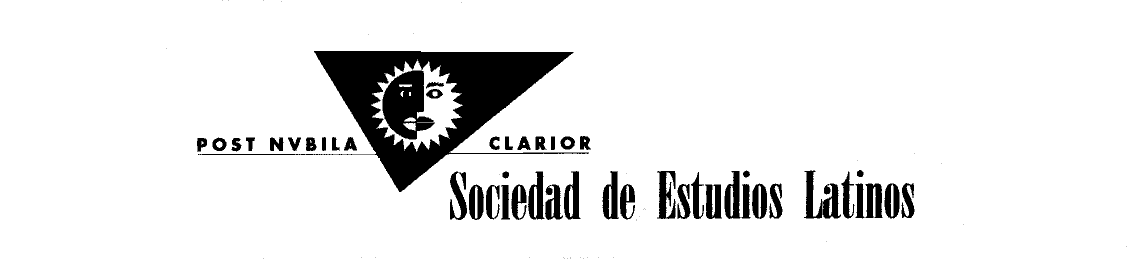 POST NVBILA CLARIOR
Sociedad de Estudios Latinos